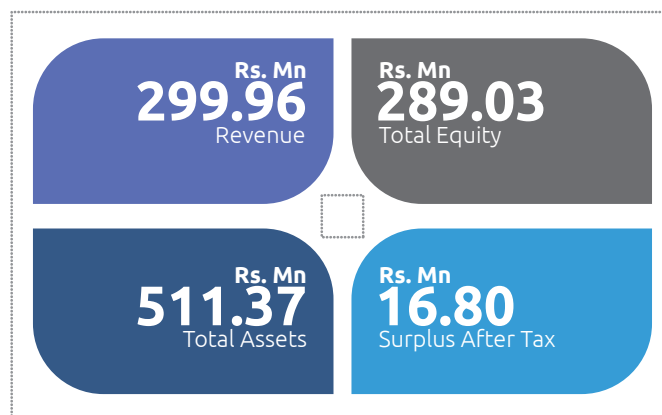 Rs. Mn
299.96
Revenue
Rs. Mn
289.03
Total Equity
Rs. Mn
511.37
Total Assets
Rs. Mn
16.80
Surplus After Tax